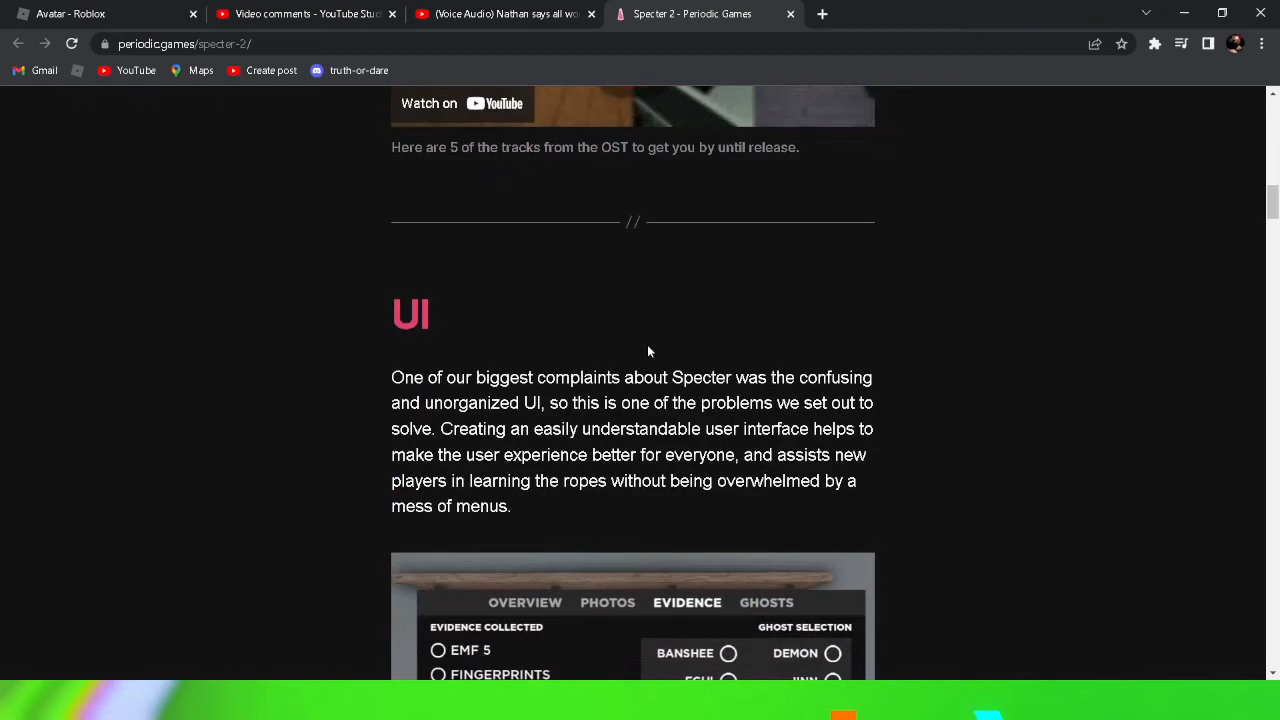 Avatar - Roblox
Video comments - YouTube Stud
(Voice Audio) Nathan says all wo
Specter 2 - Periodic Games
periodic.games/specter-2/
Gmail
YouTube
Maps
Create post
truth-or-dare
Watch on YouTube
Here are 5 of the tracks from the OST to get you by until release.
//
UI
One of our biggest complaints about Specter was the confusing
and unorganized UI, so this is one of the problems we set out to
solve. Creating an easily understandable user interface helps to
make the user experience better for everyone, and assists new
players in learning the ropes without being overwhelmed by a
mess of menus.
OVERVIEW PHOTOS EVIDENCE GHOSTS
EVIDENCE COLLECTED GHOST SELECTION
EMF 5 BANSHEE DEMON
FINGERPRINTS